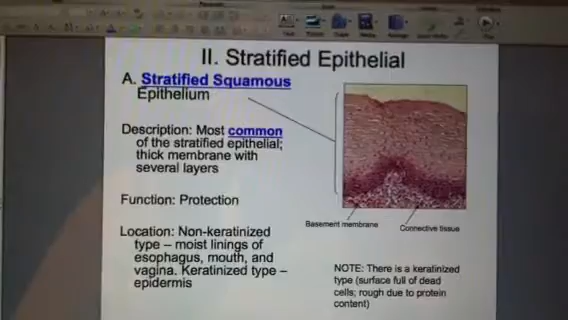 II. Stratified Epithelial
A. Stratified Squamous
Epithelium
Description: Most common
of the stratified epithelial;
thick membrane with
several layers
Function: Protection
Location: Non-keratinized
type – moist linings of
esophagus, mouth, and
vagina. Keratinized type –
epidermis
Basement membrane
Connective tissue
NOTE: There is a keratinized
type (surface full of dead
cells; rough due to protein
content)